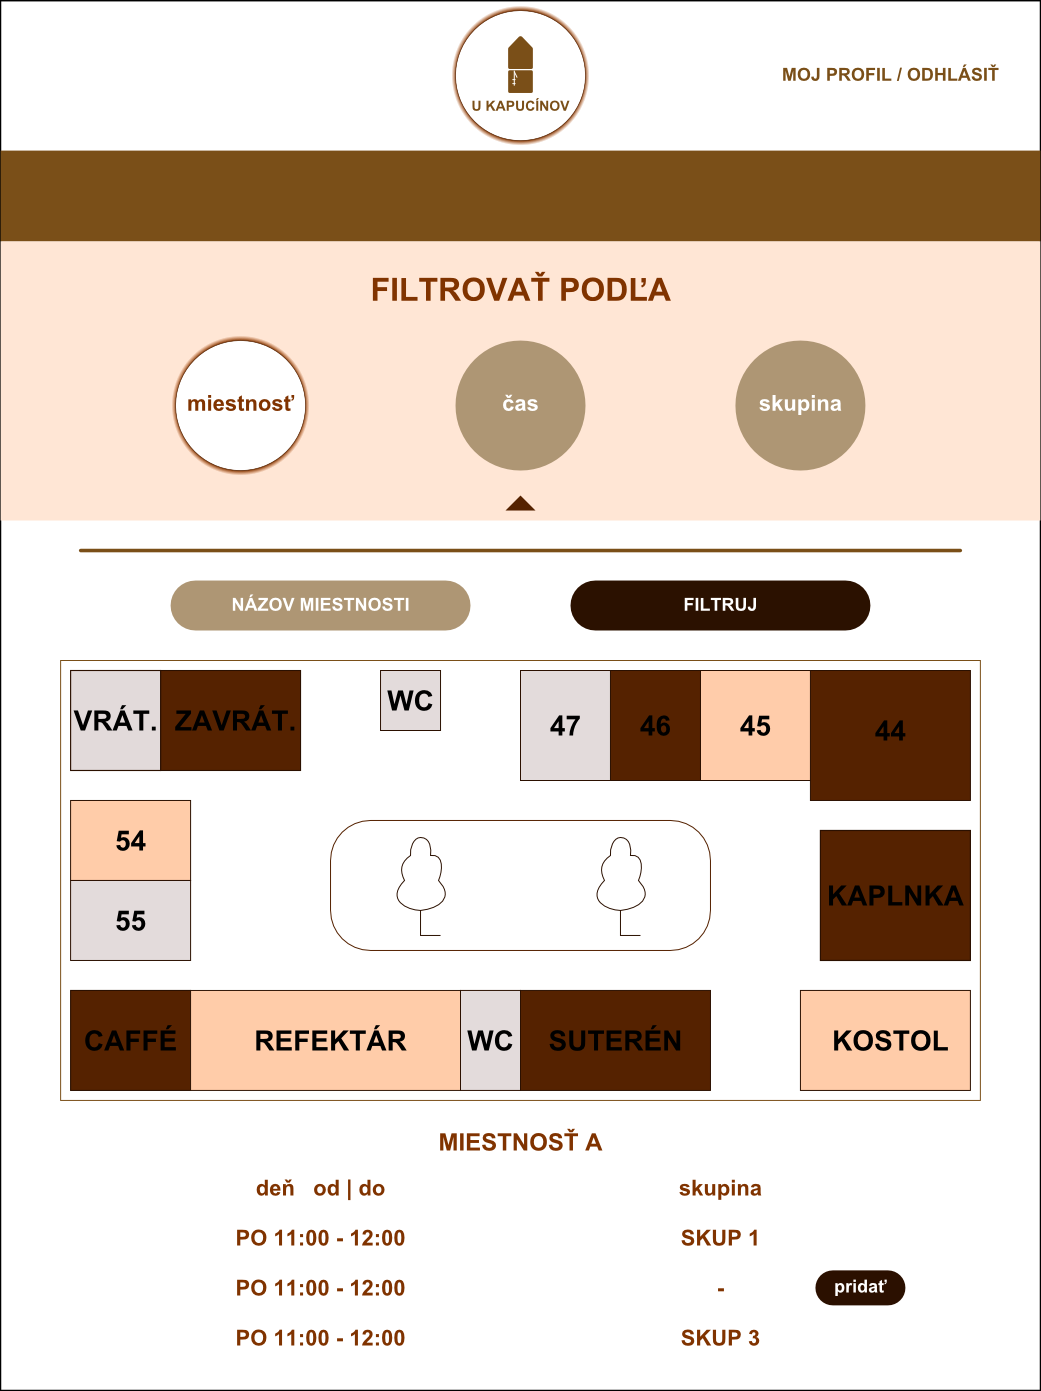 U KAPUCÍNOV
MOJ PROFIL / ODHLÁSIŤ
FILTROVAŤ PODĽA
miestnosť
čas
skupina
NÁZOV MIESTNOSTI
FILTRUJ
VRÁT.
ZAVRÁT.
WC
47
46
45
44
54
55
KAPLNKA
CAFFÉ
REFEKTÁR
WC
SUTERÉN
KOSTOL
MIESTNOSŤ A
deň od | do skupina
PO 11:00 - 12:00 SKUP 1
PO 11:00 - 12:00 - pridať
PO 11:00 - 12:00 SKUP 3